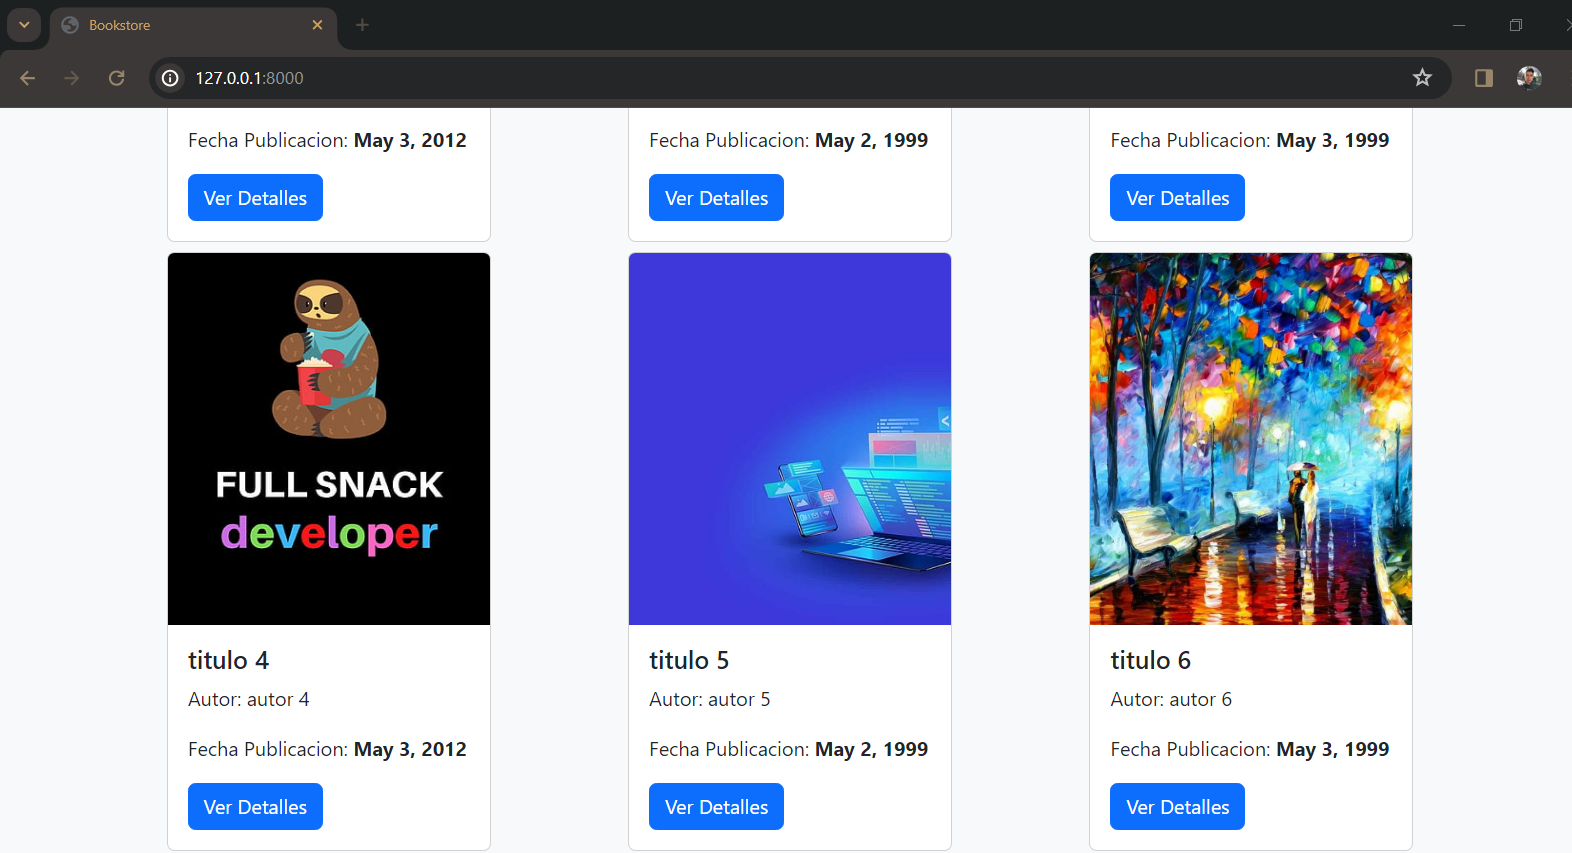 Bookstore
127.0.0.1:8000
Fecha Publicacion: May 3, 2012
Ver Detalles
Fecha Publicacion: May 2, 1999
Ver Detalles
Fecha Publicacion: May 3, 1999
Ver Detalles
FULL SNACK
developer
titulo 4
Autor: autor 4
Fecha Publicacion: May 3, 2012
Ver Detalles
titulo 5
Autor: autor 5
Fecha Publicacion: May 2, 1999
Ver Detalles
titulo 6
Autor: autor 6
Fecha Publicacion: May 3, 1999
Ver Detalles